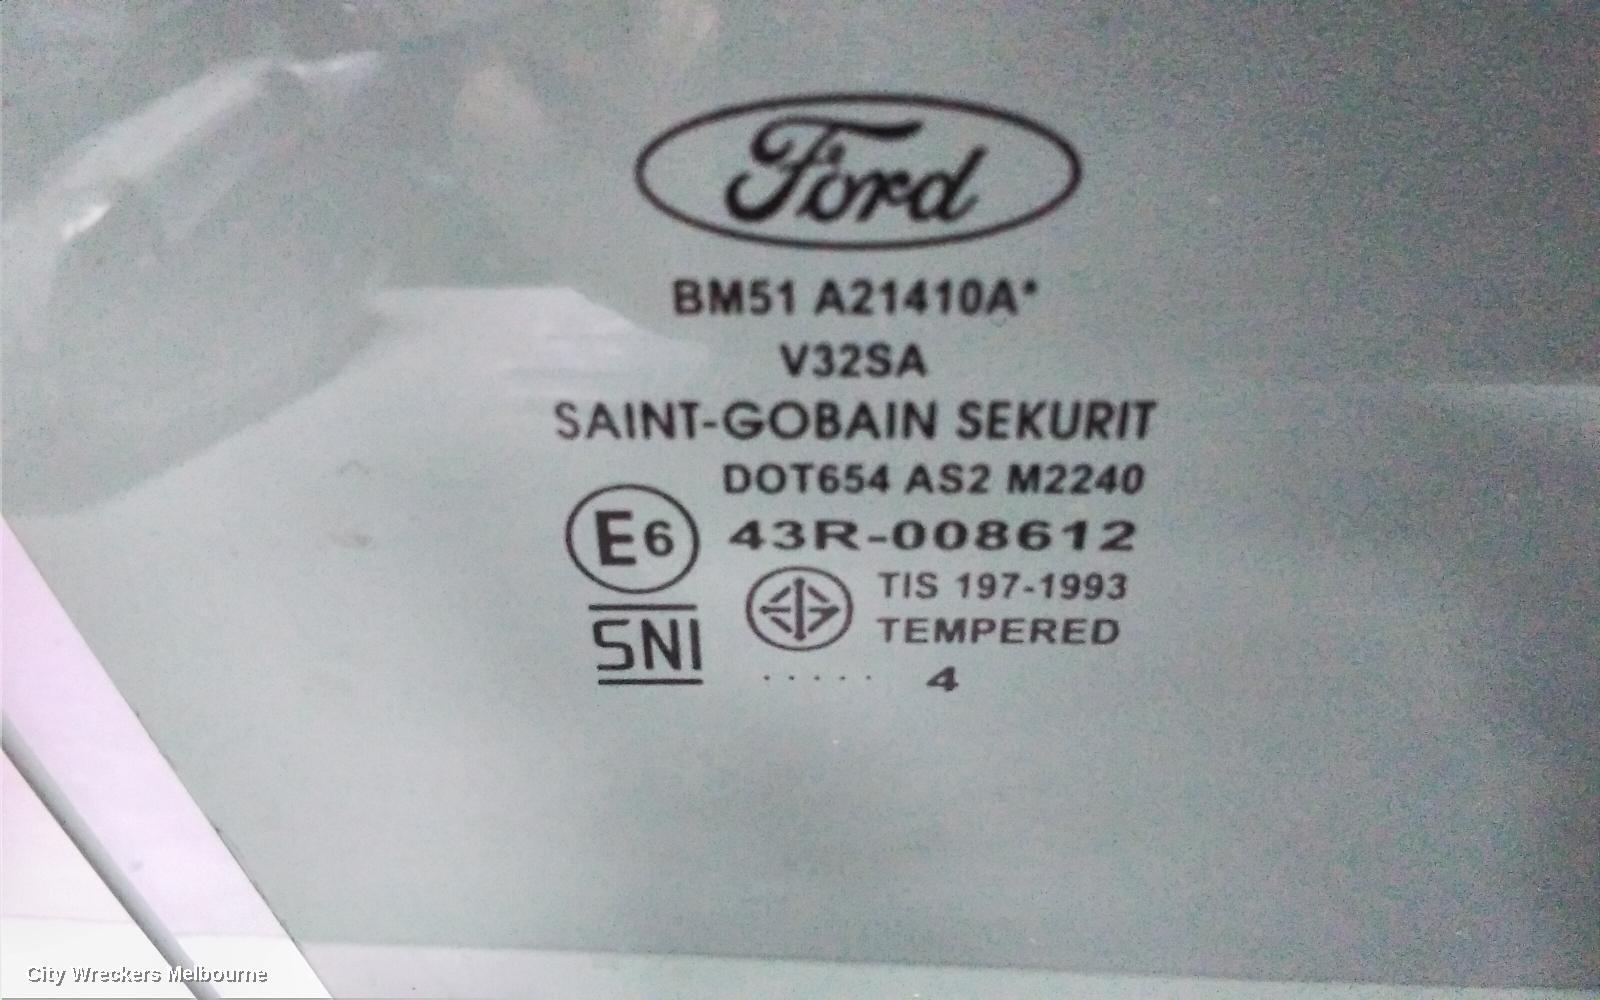 Ford
BM51 A21410A*
V32SA
SAINT-GOBAIN SEKURIT
DOT654 AS2 M2240
E6 43R-008612
TIS 197-1993
TEMPERED
SNI
..... 4
City Wreckers Melbourne